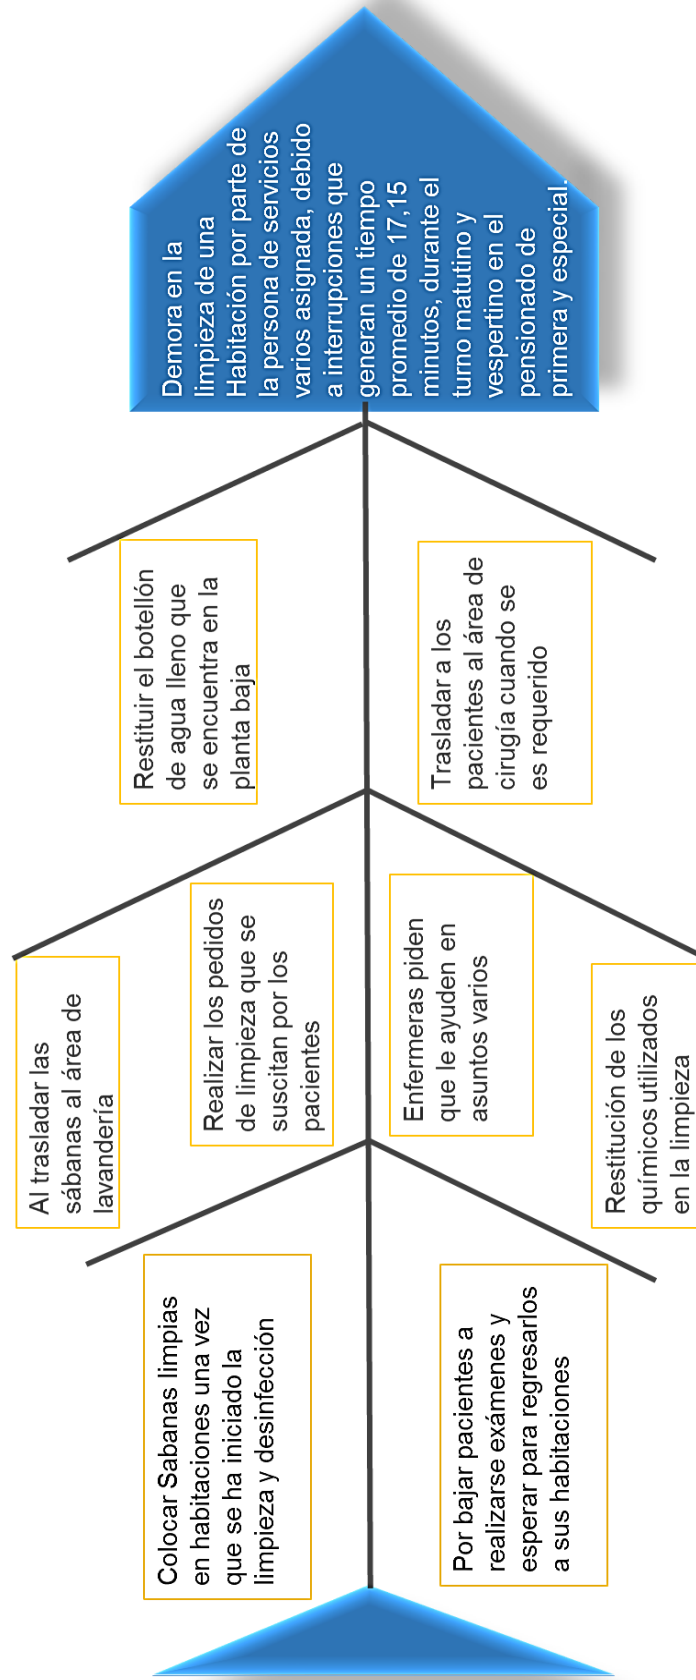 Colocar Sabanas limpias
en habitaciones una vez
que se ha iniciado la
limpieza y desinfección
Al trasladar las
sábanas al área de
lavandería
Realizar los pedidos
de limpieza que se
suscitan por los
pacientes
Restituir el botellón
de agua lleno que
se encuentra en la
planta baja
Por bajar pacientes a
realizarse exámenes y
esperar para regresarlos
a sus habitaciones
Enfermeras piden
que le ayuden en
asuntos varios
Restitución de los
químicos utilizados
en la limpieza
Trasladar a los
pacientes al área de
cirugía cuando se
es requerido
Demora en la
limpieza de una
Habitación por parte de
la persona de servicios
varios asignada, debido
a interrupciones que
generan un tiempo
promedio de 17,15
minutos, durante el
turno matutino y
vespertino en el
pensionado de
primera y especial.